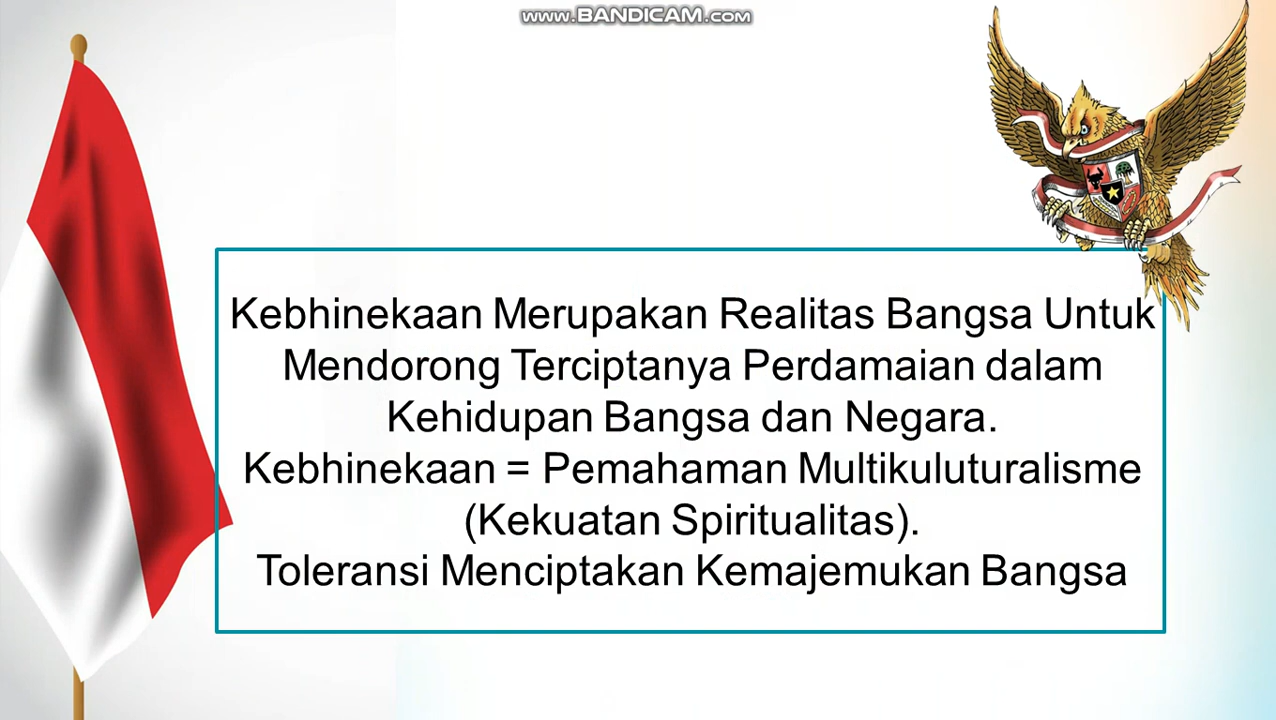 www.BANDICAM.com
Kebhinekaan Merupakan Realitas Bangsa Untuk
Mendorong Terciptanya Perdamaian dalam
Kehidupan Bangsa dan Negara.
Kebhinekaan = Pemahaman Multikuluturalisme
(Kekuatan Spiritualitas).
Toleransi Menciptakan Kemajemukan Bangsa